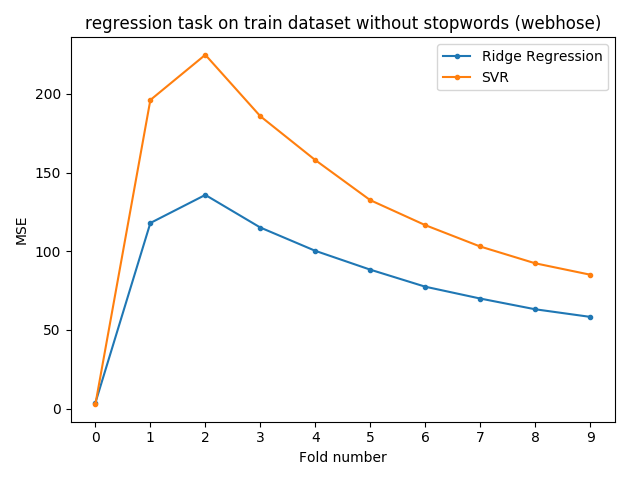 regression task on train dataset without stopwords (webhose)
Ridge Regression
SVR
200
150
100
50
0
MSE
0 1 2 3 4 5 6 7 8 9
Fold number